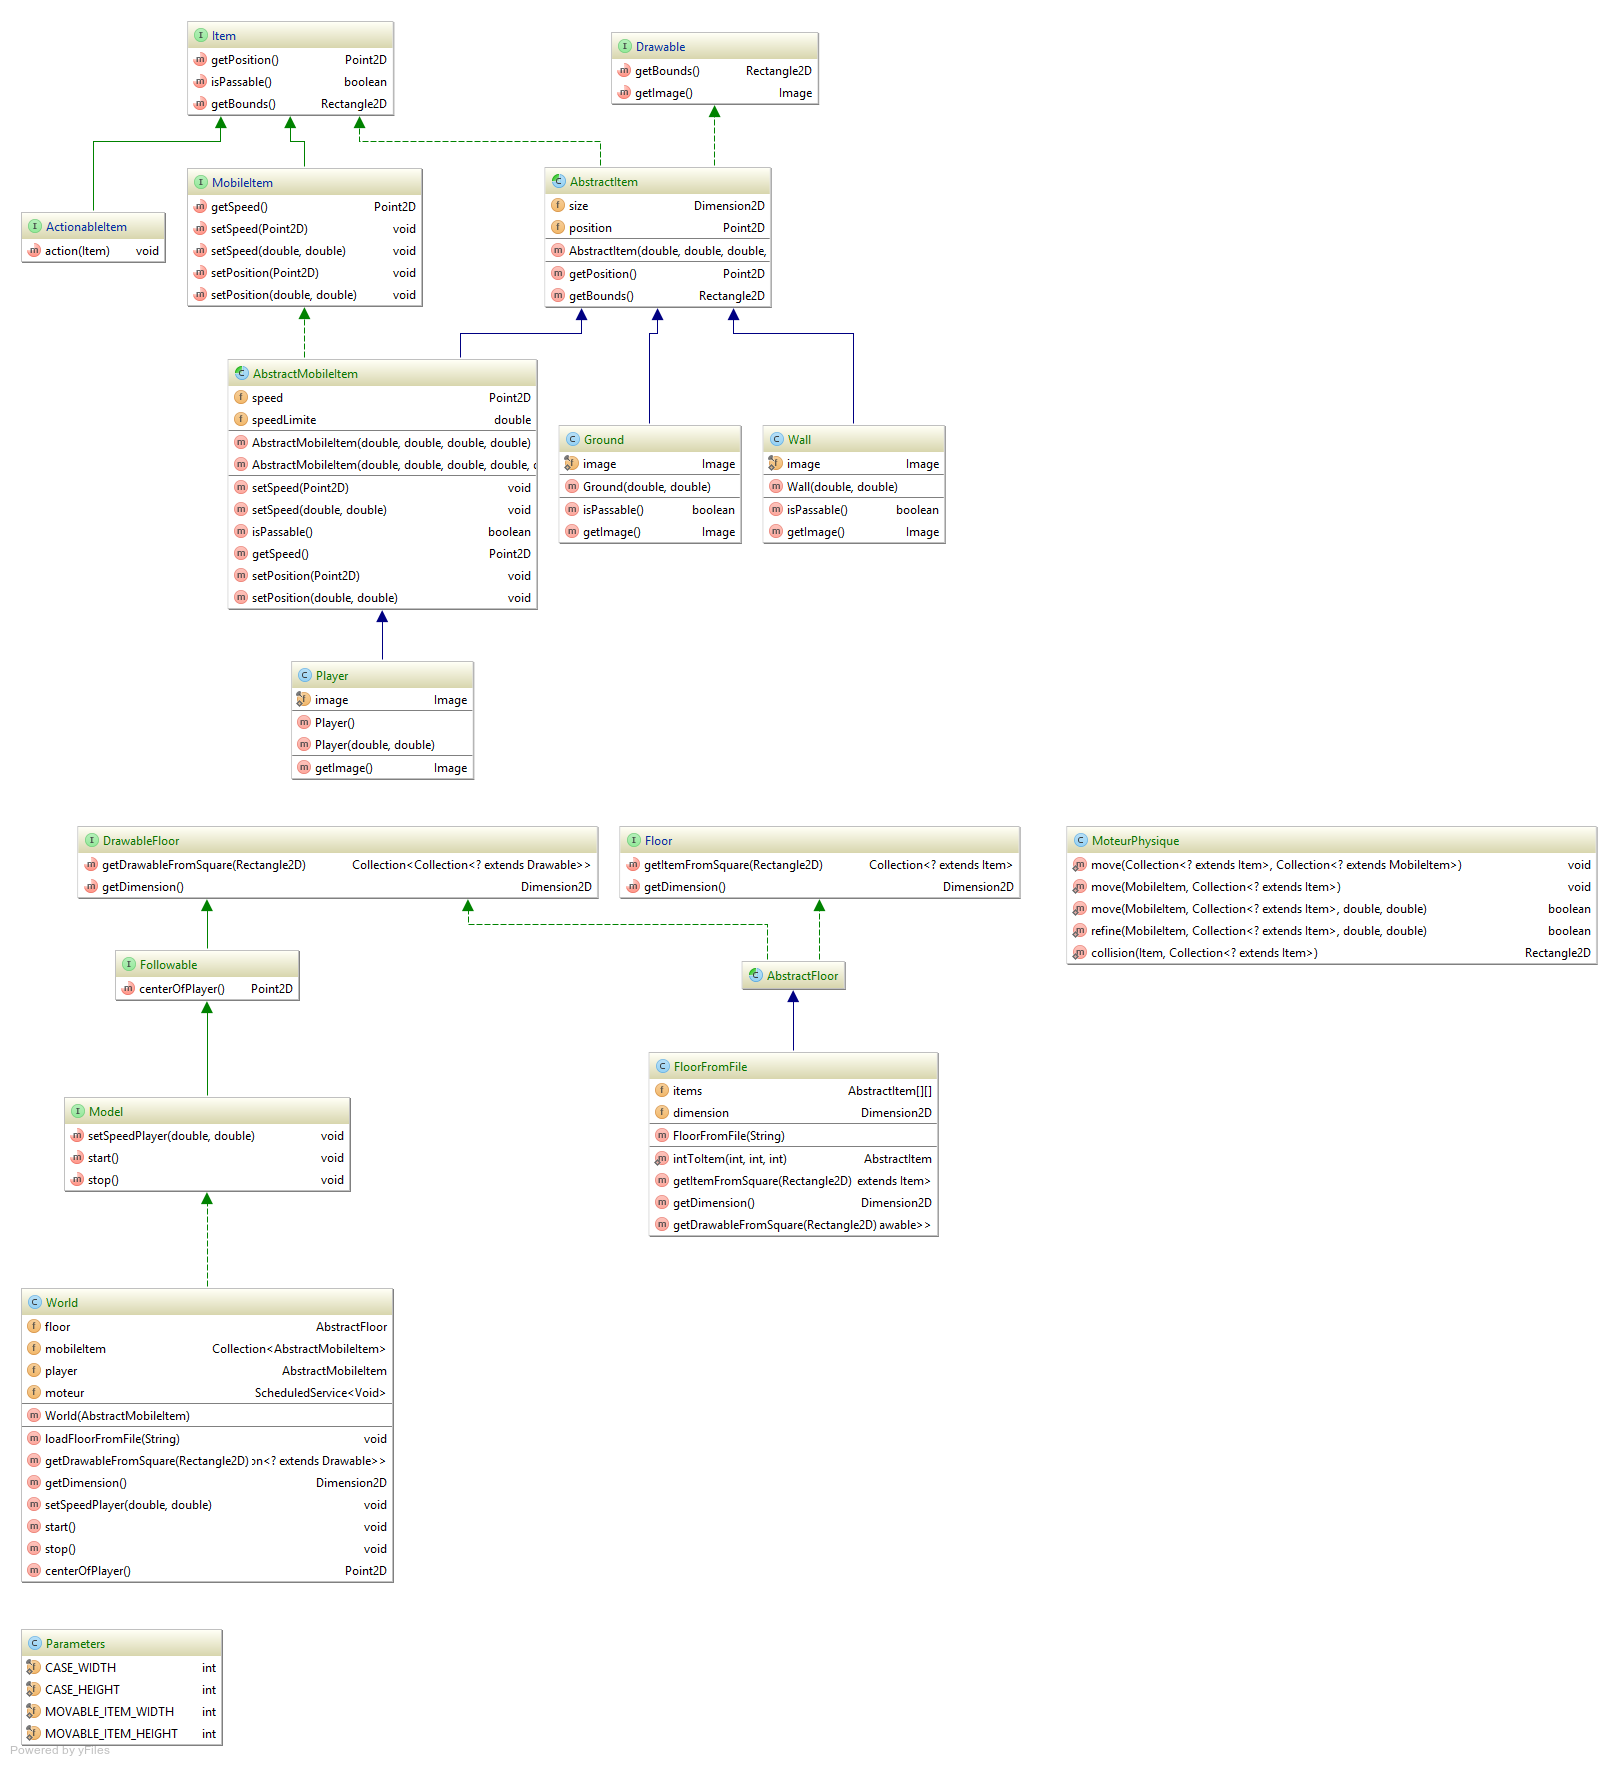 Item
getPosition() Point2D
isPassable() boolean
getBounds() Rectangle2D
Drawable
getBounds() Rectangle2D
getImage() Image
ActionableItem
action(Item) void
MobileItem
getSpeed() Point2D
setSpeed(Point2D) void
setSpeed(double, double) void
setPosition(Point2D) void
setPosition(double, double) void
AbstractItem
size Dimension2D
position Point2D
AbstractItem(double, double, double,
getPosition() Point2D
getBounds() Rectangle2D
AbstractMobileItem
speed Point2D
speedLimite double
AbstractMobileItem(double, double, double, double)
AbstractMobileItem(double, double, double, double,
setSpeed(Point2D) void
setSpeed(double, double) void
isPassable() boolean
getSpeed() Point2D
setPosition(Point2D) void
setPosition(double, double) void
Ground
image Image
Ground(double, double)
isPassable() boolean
getImage() Image
Wall
image Image
Wall(double, double)
isPassable() boolean
getImage() Image
Player
image Image
Player()
Player(double, double)
getImage() Image
DrawableFloor
getDrawableFromSquare(Rectangle2D) Collection<Collection<? extends Drawable>>
getDimension() Dimension2D
Floor
getItemFromSquare(Rectangle2D) Collection<? extends Item>
getDimension() Dimension2D
MoteurPhysique
move(Collection<? extends Item>, Collection<? extends MobileItem>) void
move(MobileItem, Collection<? extends Item>) void
move(MobileItem, Collection<? extends Item>, double, double) boolean
refine(MobileItem, Collection<? extends Item>, double, double) boolean
collision(Item, Collection<? extends Item>) Rectangle2D
Followable
centerOfPlayer() Point2D
AbstractFloor
FloorFromFile
items AbstractItem[][]
dimension Dimension2D
FloorFromFile(String)
intToItem(int, int, int) AbstractItem
getItemFromSquare(Rectangle2D) extends Item>
getDimension() Dimension2D
getDrawableFromSquare(Rectangle2D) awable>>
Model
setSpeedPlayer(double, double) void
start() void
stop() void
World
floor AbstractFloor
mobileItem Collection<AbstractMobileItem>
player AbstractMobileItem
moteur ScheduledService<Void>
World(AbstractMobileItem)
loadFloorFromFile(String) void
getDrawableFromSquare(Rectangle2D) on<? extends Drawable>>
getDimension() Dimension2D
setSpeedPlayer(double, double) void
start() void
stop() void
centerOfPlayer() Point2D
Parameters
CASE_WIDTH int
CASE_HEIGHT int
MOVABLE_ITEM_WIDTH int
MOVABLE_ITEM_HEIGHT int
Powered by yFiles